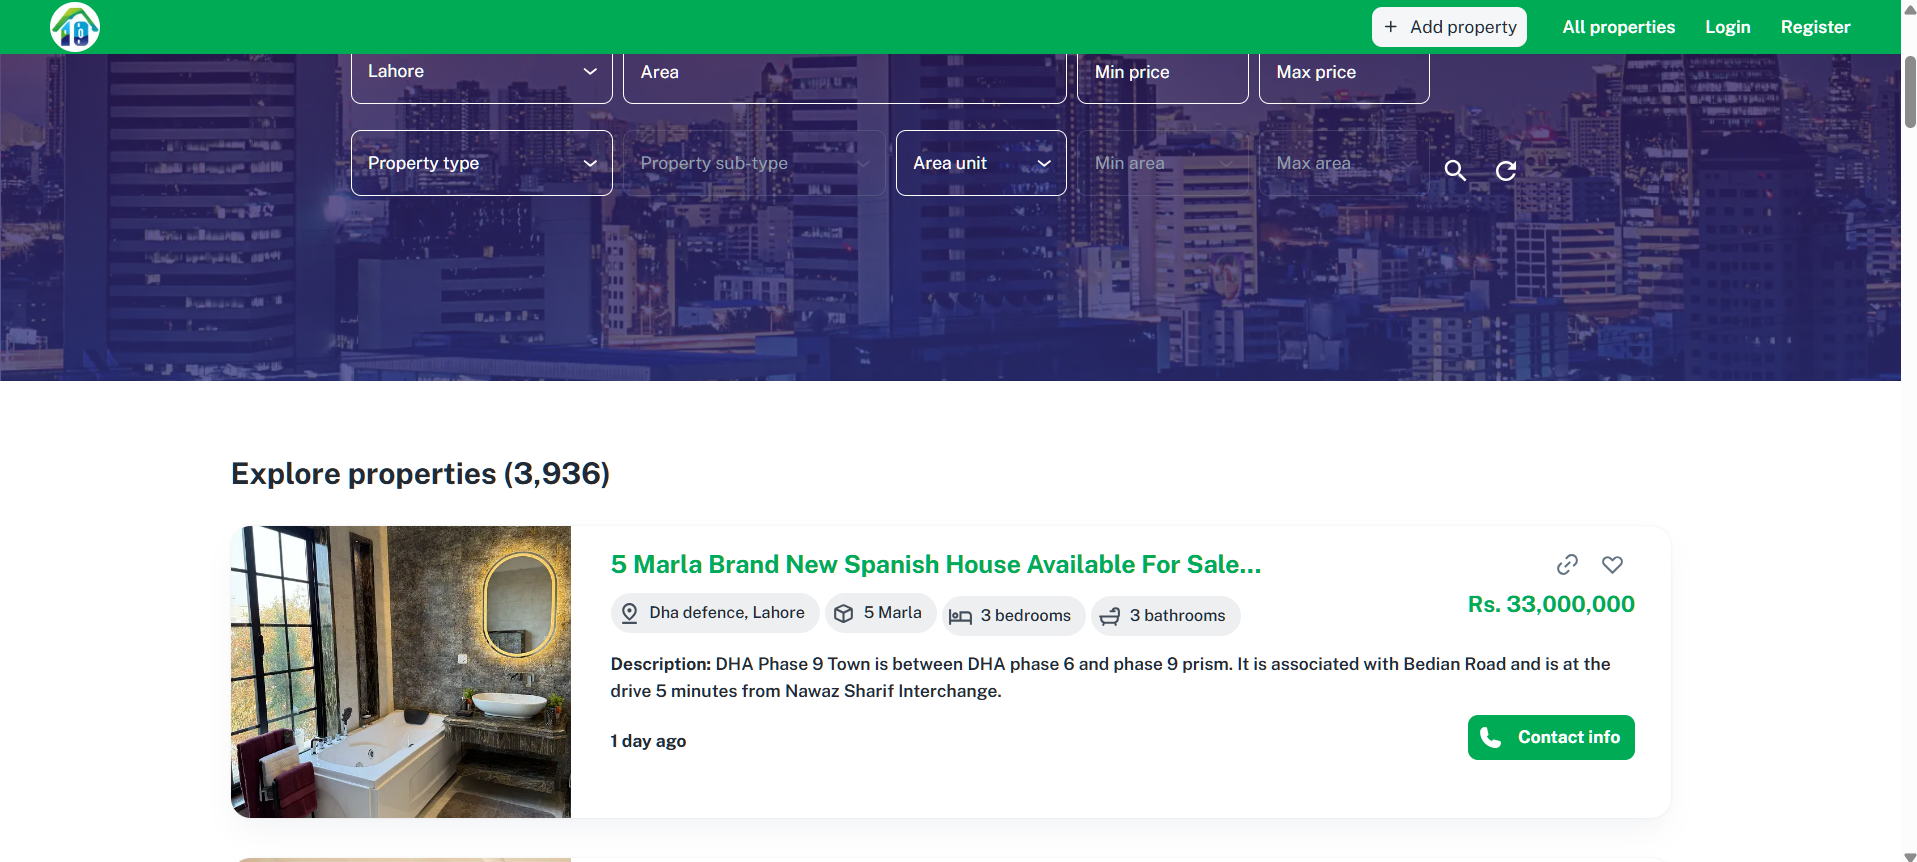 Add property
All properties
Login
Register
Lahore
Area
Min price
Max price
Property type
Property sub-type
Area unit
Min area
Max area
Explore properties (3,936)
5 Marla Brand New Spanish House Available For Sale...
Dha defence, Lahore
5 Marla
3 bedrooms
3 bathrooms
Rs. 33,000,000
Description: DHA Phase 9 Town is between DHA phase 6 and phase 9 prism. It is associated with Bedian Road and is at the
drive 5 minutes from Nawaz Sharif Interchange.
1 day ago
Contact info